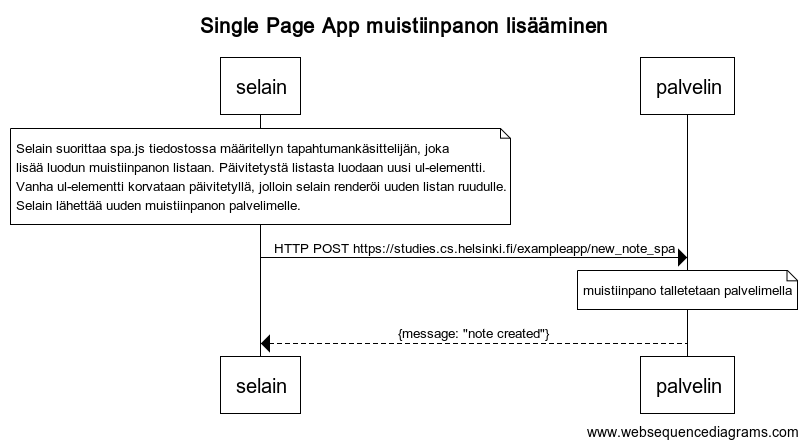 Single Page App muistiinpanon lisääminen
selain
palvelin
Selain suorittaa spa.js tiedostossa määritellyn tapahtumankäsittelijän, joka
lisää luodun muistiinpanon listaan. Päivitetystä listasta luodaan uusi ul-elementti.
Vanha ul-elementti korvataan päivitetyllä, jolloin selain renderöi uuden listan ruudulle.
Selain lähettää uuden muistiinpanon palvelimelle.
HTTP POST https://studies.cs.helsinki.fi/exampleapp/new_note_spa
muistiinpano talletetaan palvelimella
{message: "note created"}
selain
palvelin
www.websequencediagrams.com